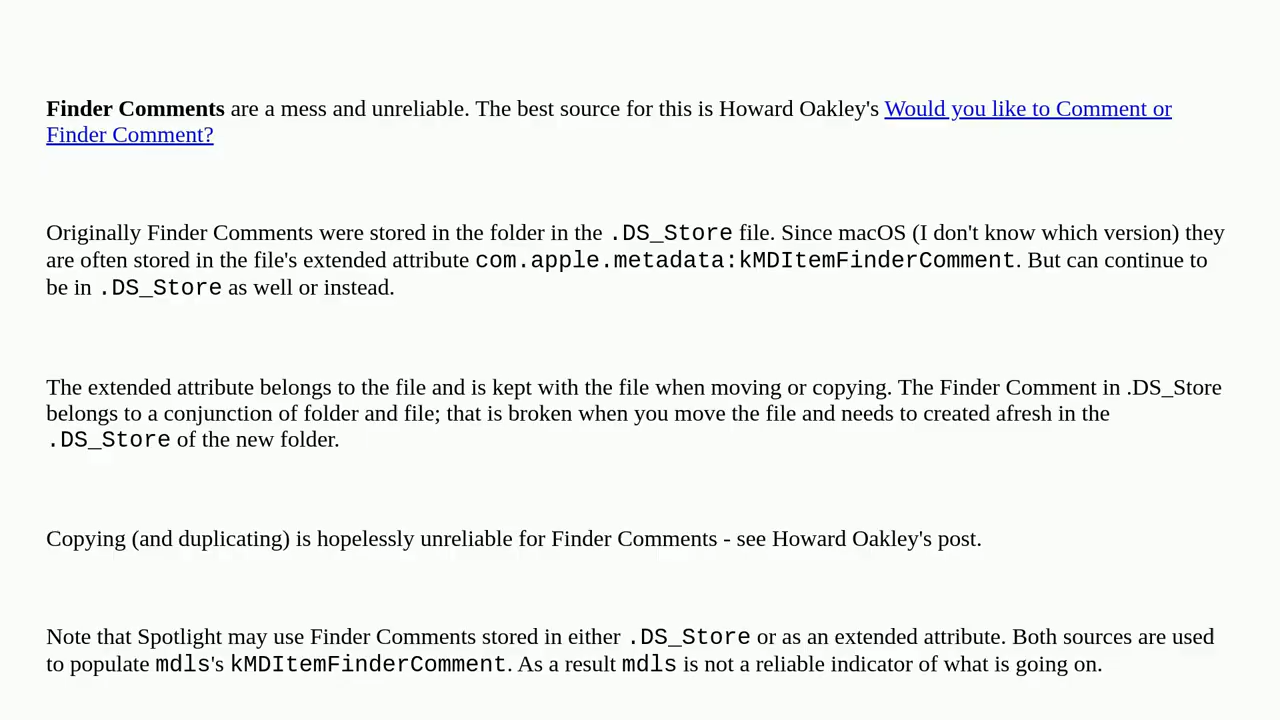 Finder Comments are a mess and unreliable. The best source for this is Howard Oakley's Would you like to Comment or
Finder Comment?
Originally Finder Comments were stored in the folder in the .DS_Store file. Since macOS (I don't know which version) they
are often stored in the file's extended attribute com.apple.metadata:kMDItemFinderComment. But can continue to
be in .DS_Store as well or instead.
The extended attribute belongs to the file and is kept with the file when moving or copying. The Finder Comment in .DS_Store
belongs to a conjunction of folder and file; that is broken when you move the file and needs to created afresh in the
.DS_Store of the new folder.
Copying (and duplicating) is hopelessly unreliable for Finder Comments - see Howard Oakley's post.
Note that Spotlight may use Finder Comments stored in either .DS_Store or as an extended attribute. Both sources are used
to populate mdls's kMDItemFinderComment. As a result mdls is not a reliable indicator of what is going on.